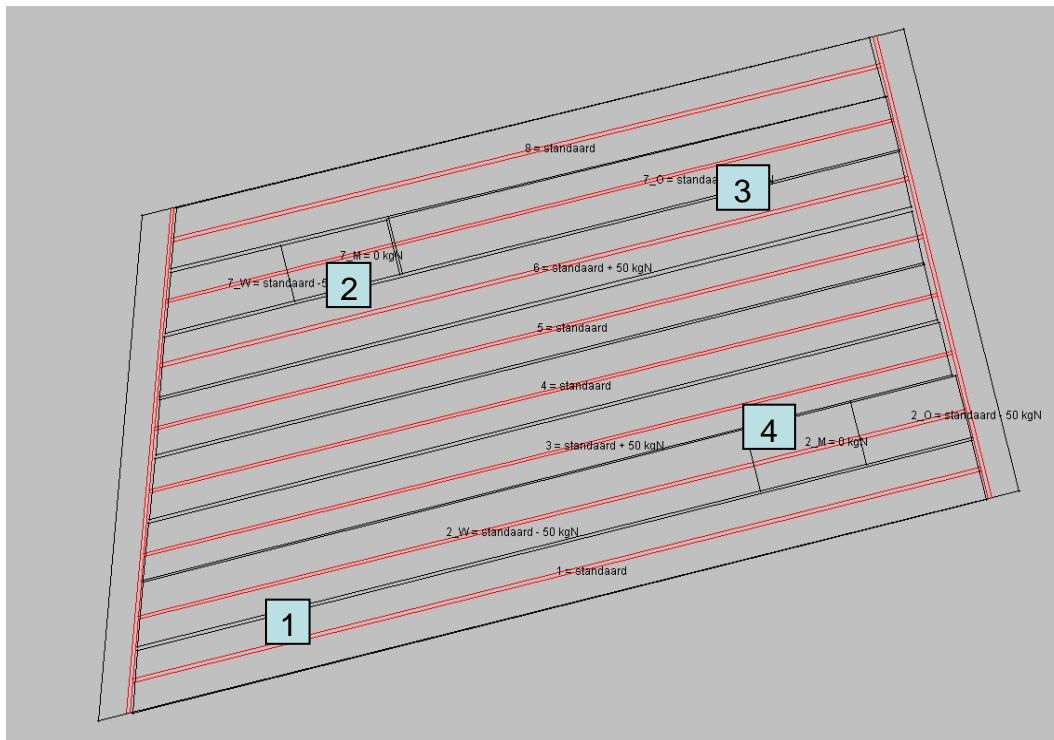 8 = standaard
7_O = standaa
N
3
7_M = 0 kgN
7_W = standaard -5
2
6 = standaard + 50 kgN
5 = standaard
4 = standaard
2_O = standaard - 50 kgN
4
2_M = 0 kgN
3 = standaard + 50 kgN
2_W = standaard - 50 kgN
1 = standaard
1